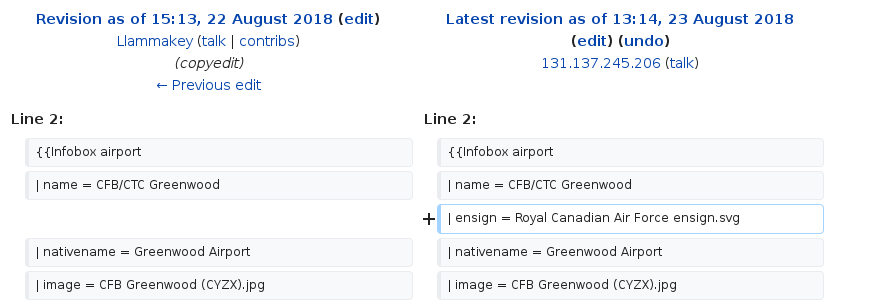 Revision as of 15:13, 22 August 2018 (edit)
Llammakey (talk | contribs)
(copyedit)
← Previous edit
Latest revision as of 13:14, 23 August 2018
(edit) (undo)
131.137.245.206 (talk)
Line 2:
Line 2:
{{Infobox airport
{{Infobox airport
| name = CFB/CTC Greenwood
| name = CFB/CTC Greenwood
+ | ensign = Royal Canadian Air Force ensign.svg
| nativename = Greenwood Airport
| nativename = Greenwood Airport
| image = CFB Greenwood (CYZX).jpg
| image = CFB Greenwood (CYZX).jpg